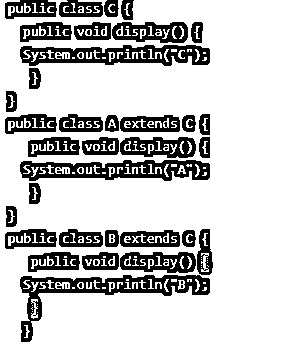 public class C {
public void display() {
System.out.println("C");
}
}
public class A extends C {
public void display() {
System.out.println("A");
}
}
public class B extends C {
public void display() {
System.out.println("B");
}
}